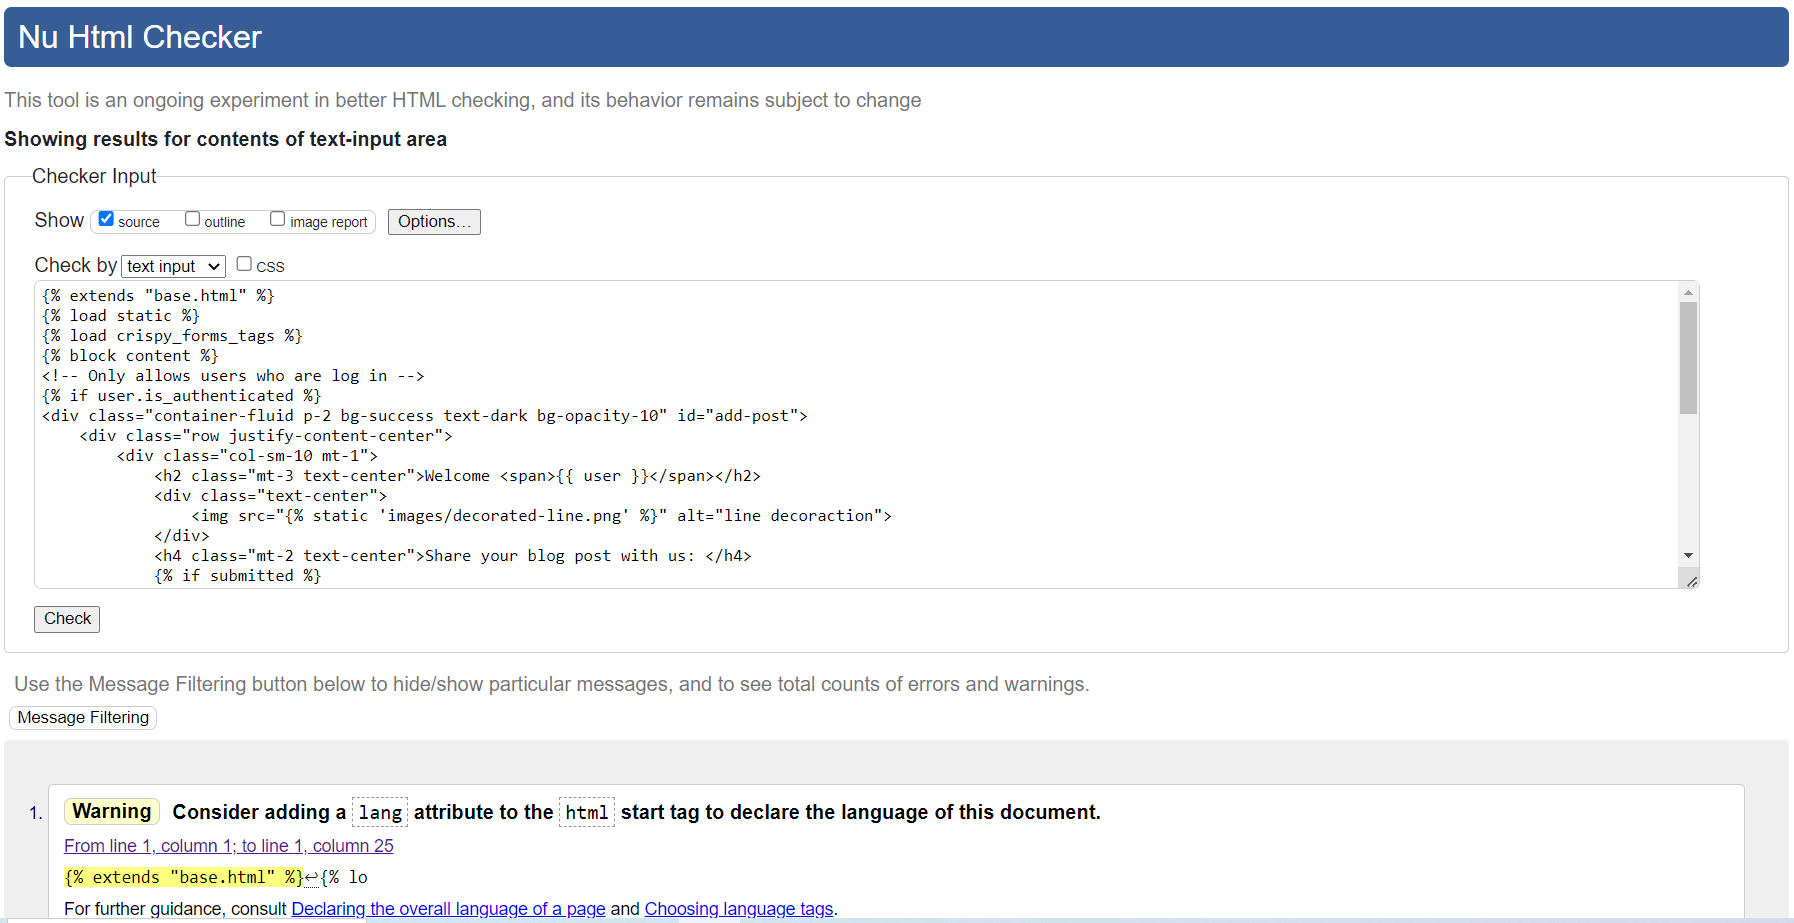 Nu Html Checker
This tool is an ongoing experiment in better HTML checking, and its behavior remains subject to change
Showing results for contents of text-input area
Checker Input
Show source outline image report Options...
Check by text input CSS
{% extends "base.html" %}
{% load static %}
{% load crispy_forms_tags %}
{% block content %}
<!-- Only allows users who are log in -->
{% if user.is_authenticated %}
<div class="container-fluid p-2 bg-success text-dark bg-opacity-10" id="add-post">
    <div class="row justify-content-center">
        <div class="col-sm-10 mt-1">
            <h2 class="mt-3 text-center">Welcome <span>{{ user }}</span></h2>
            <div class="text-center">
                <img src="{% static 'images/decorated-line.png' %}" alt="line decoraction">
            </div>
            <h4 class="mt-2 text-center">Share your blog post with us: </h4>
            {% if submitted %}
Check
Use the Message Filtering button below to hide/show particular messages, and to see total counts of errors and warnings.
Message Filtering
1. Warning Consider adding a lang attribute to the html start tag to declare the language of this document.
From line 1, column 1; to line 1, column 25
{% extends "base.html" %}↩{% lo
For further guidance, consult Declaring the overall language of a page and Choosing language tags.